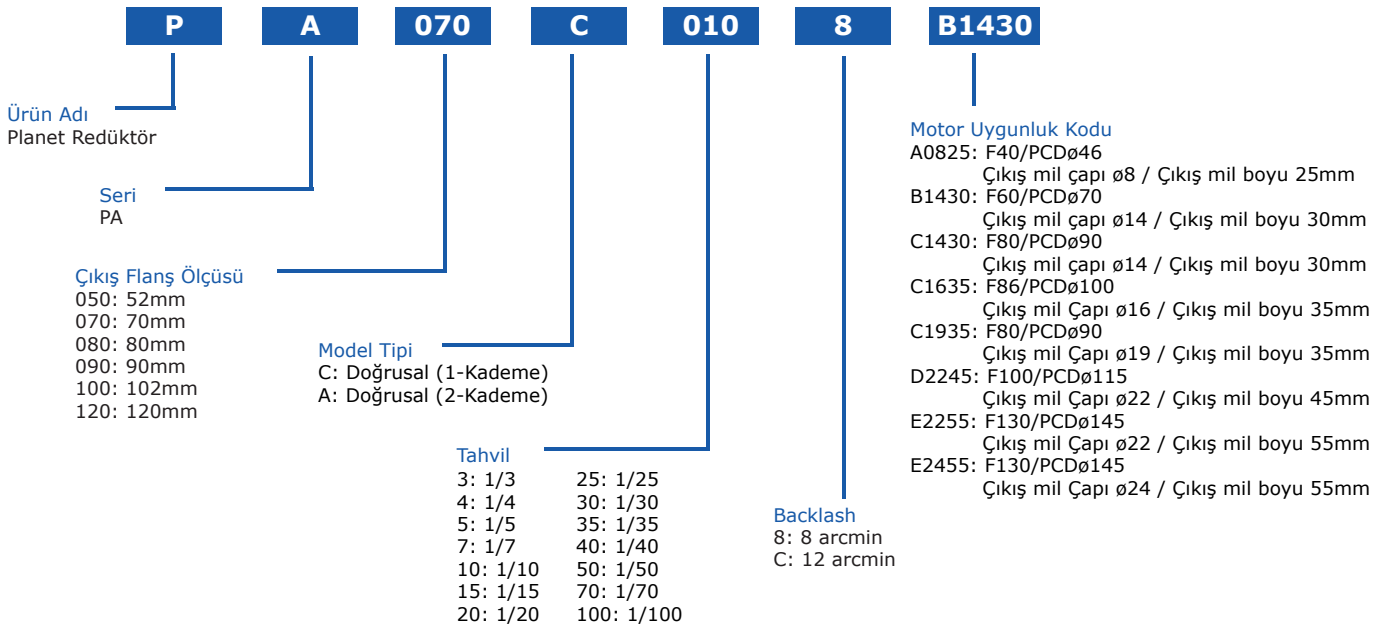 P A 070 C 010 8 B1430
Ürün Adı
Planet Redüktör
Seri
PA
Çıkış Flanş Ölçüsü
050: 52mm
070: 70mm
080: 80mm
090: 90mm
100: 102mm
120: 120mm
Model Tipi
C: Doğrusal (1-Kademe)
A: Doğrusal (2-Kademe)
Tahvil
3: 1/3 25: 1/25
4: 1/4 30: 1/30
5: 1/5 35: 1/35
7: 1/7 40: 1/40
10: 1/10 50: 1/50
15: 1/15 70: 1/70
20: 1/20 100: 1/100
Backlash
8: 8 arcmin
C: 12 arcmin
Motor Uygunluk Kodu
A0825: F40/PCDø46
Çıkış mil çapı ø8 / Çıkış mil boyu 25mm
B1430: F60/PCDø70
Çıkış mil çapı ø14 / Çıkış mil boyu 30mm
C1430: F80/PCDø90
Çıkış mil çapı ø14 / Çıkış mil boyu 30mm
C1635: F86/PCDø100
Çıkış mil Çapı ø16 / Çıkış mil boyu 35mm
C1935: F80/PCDø90
Çıkış mil Çapı ø19 / Çıkış mil boyu 35mm
D2245: F100/PCDø115
Çıkış mil Çapı ø22 / Çıkış mil boyu 45mm
E2255: F130/PCDø145
Çıkış mil Çapı ø22 / Çıkış mil boyu 55mm
E2455: F130/PCDø145
Çıkış mil Çapı ø24 / Çıkış mil boyu 55mm